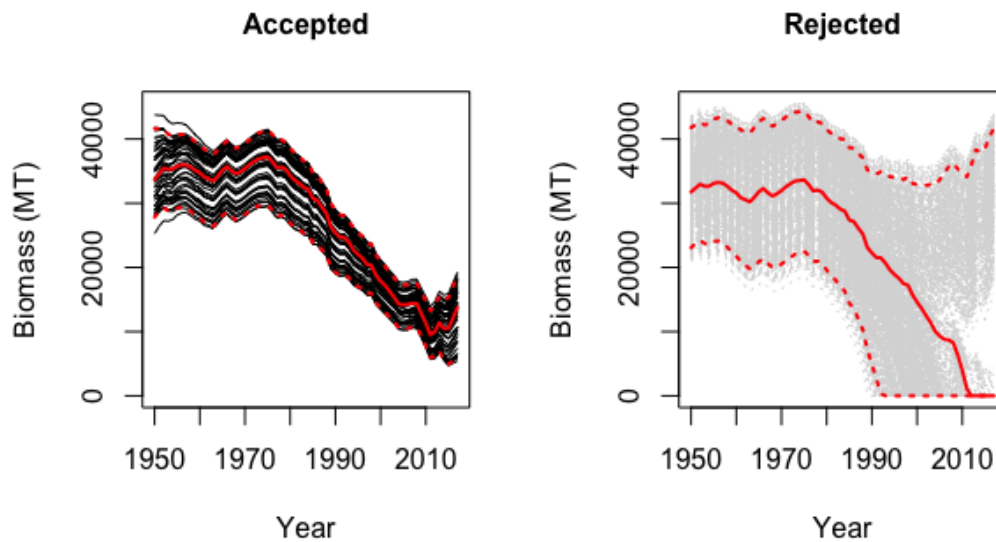 Accepted
Biomass (MT)
40000
20000
0
1950 1970 1990 2010
Year
Rejected
Biomass (MT)
40000
20000
0
1950 1970 1990 2010
Year